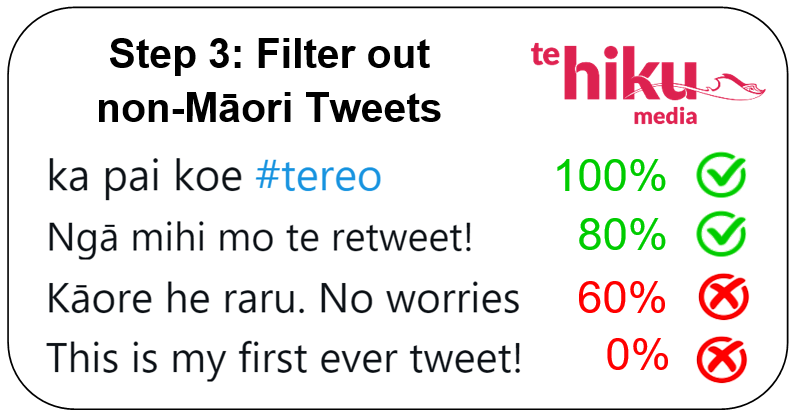 Step 3: Filter out
non-Māori Tweets
te
hiku
media
ka pai koe #tereo 100%
Ngā mihi mo te retweet! 80%
Kāore he raru. No worries 60%
This is my first ever tweet! 0%